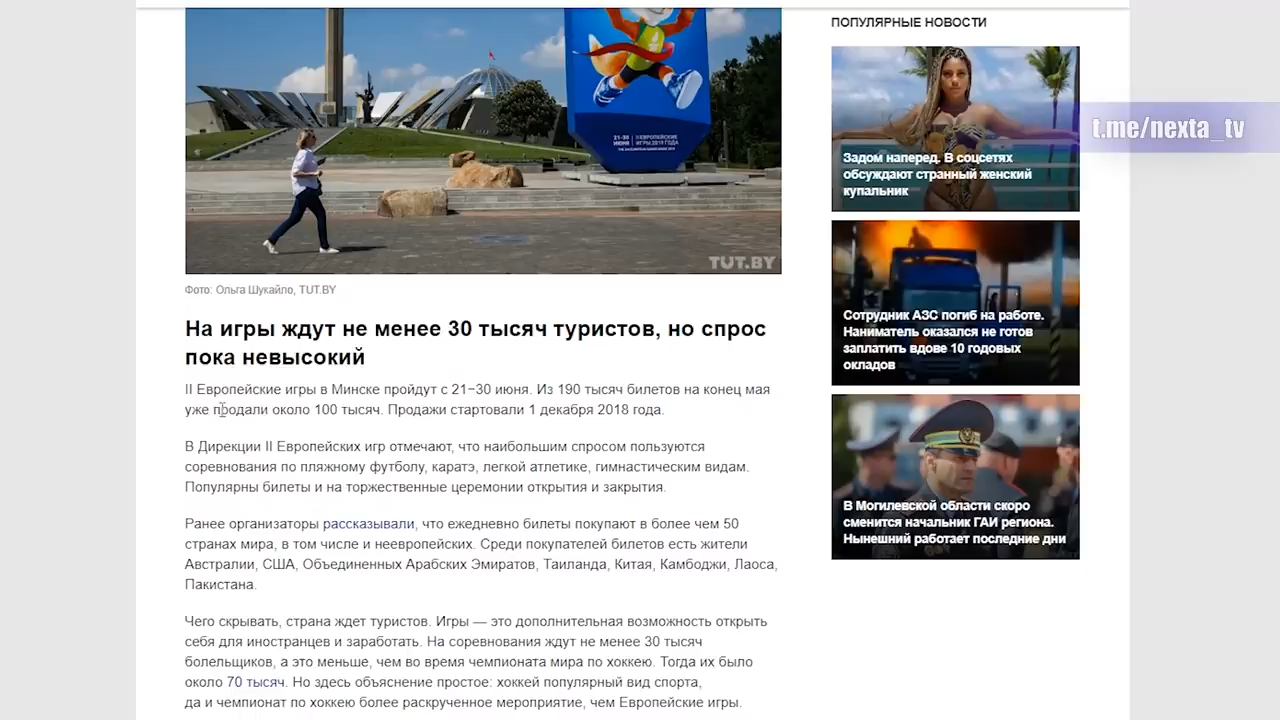 ПОПУЛЯРНЫЕ НОВОСТИ
t.me/nexta_tv
Задом наперед. В соцсетях
обсуждают странный женский
купальник
21-30
ИЮНЯ
II ЕВРОПЕЙСКИЕ
ИГРЫ 2019 ГОДА
TUT.BY
Фото: Ольга Шукайло, TUT.BY
На игры ждут не менее 30 тысяч туристов, но спрос
пока невысокий
II Европейские игры в Минске пройдут с 21−30 июня. Из 190 тысяч билетов на конец мая
уже продали около 100 тысяч. Продажи стартовали 1 декабря 2018 года.
В Дирекции II Европейских игр отмечают, что наибольшим спросом пользуются
соревнования по пляжному футболу, каратэ, легкой атлетике, гимнастическим видам.
Популярны билеты и на торжественные церемонии открытия и закрытия.
Ранее организаторы рассказывали, что ежедневно билеты покупают в более чем 50
странах мира, в том числе и неевропейских. Среди покупателей билетов есть жители
Австралии, США, Объединенных Арабских Эмиратов, Таиланда, Китая, Камбоджи, Лаоса,
Пакистана.
Чего скрывать, страна ждет туристов. Игры — это дополнительная возможность открыть
себя для иностранцев и заработать. На соревнования ждут не менее 30 тысяч
болельщиков, а это меньше, чем во время чемпионата мира по хоккею. Тогда их было
около 70 тысяч. Но здесь объяснение простое: хоккей популярный вид спорта,
да и чемпионат по хоккею более раскрученное мероприятие, чем Европейские игры.
Сотрудник АЗС погиб на работе.
Наниматель оказался не готов
заплатить вдове 10 годовых
окладов
В Могилевской области скоро
сменится начальник ГАИ региона.
Нынешний работает последние дни